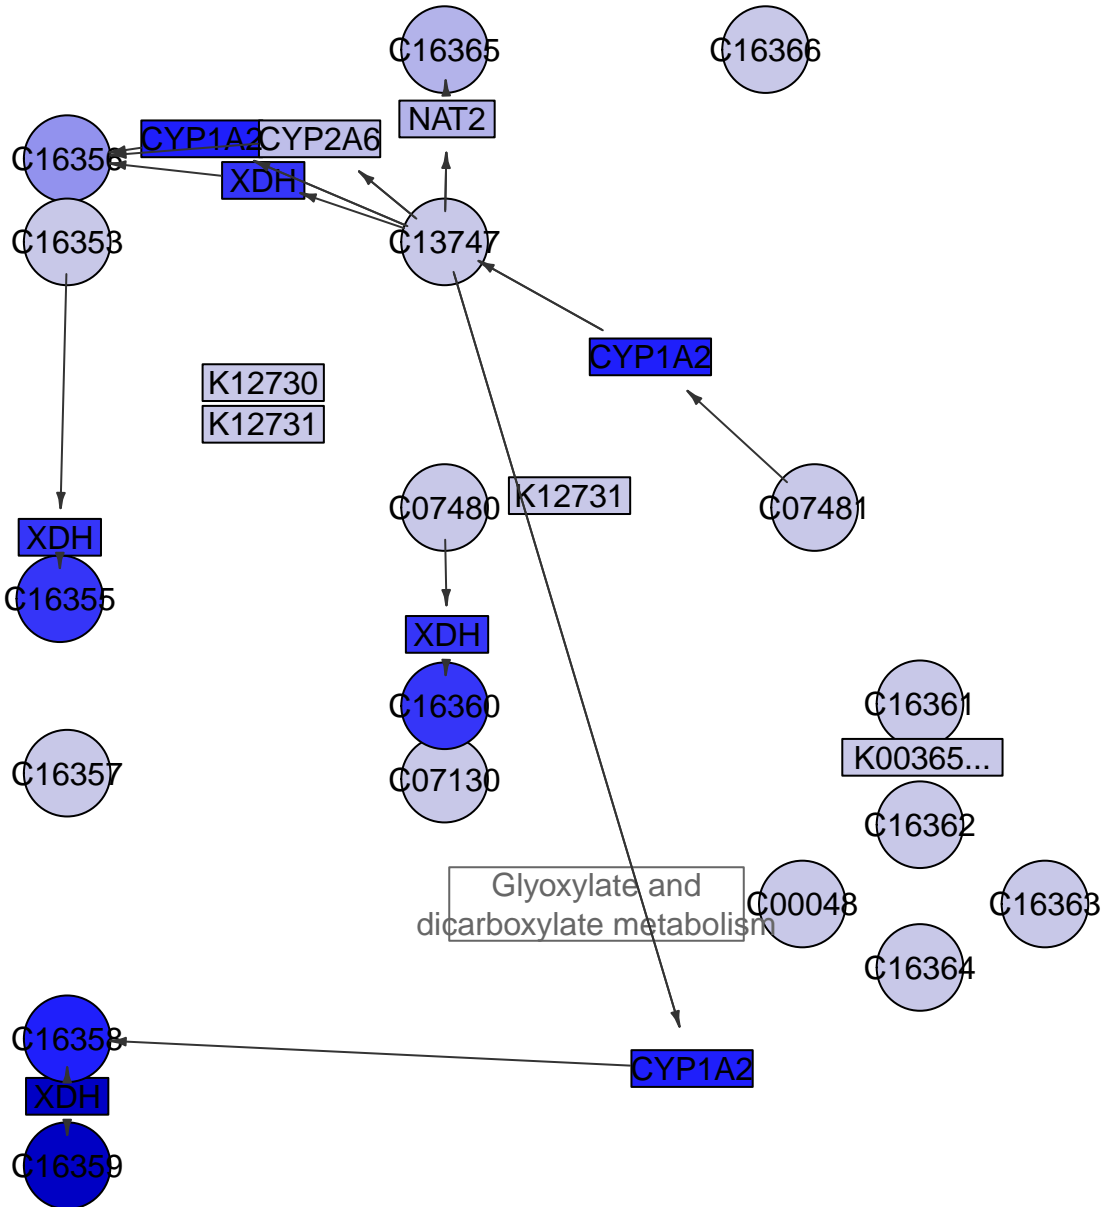 C16365
C16366
NAT2
CYP1A2
CYP2A6
C16356
XDH
C16353
C13747
CYP1A2
K12730
K12731
C07480
K12731
C07481
XDH
C16355
XDH
C16360
C16361
K00365...
C16357
C07130
C16362
Glyoxylate and
dicarboxylate metabolism
C00048
C16363
C16364
C16358
CYP1A2
XDH
C16359